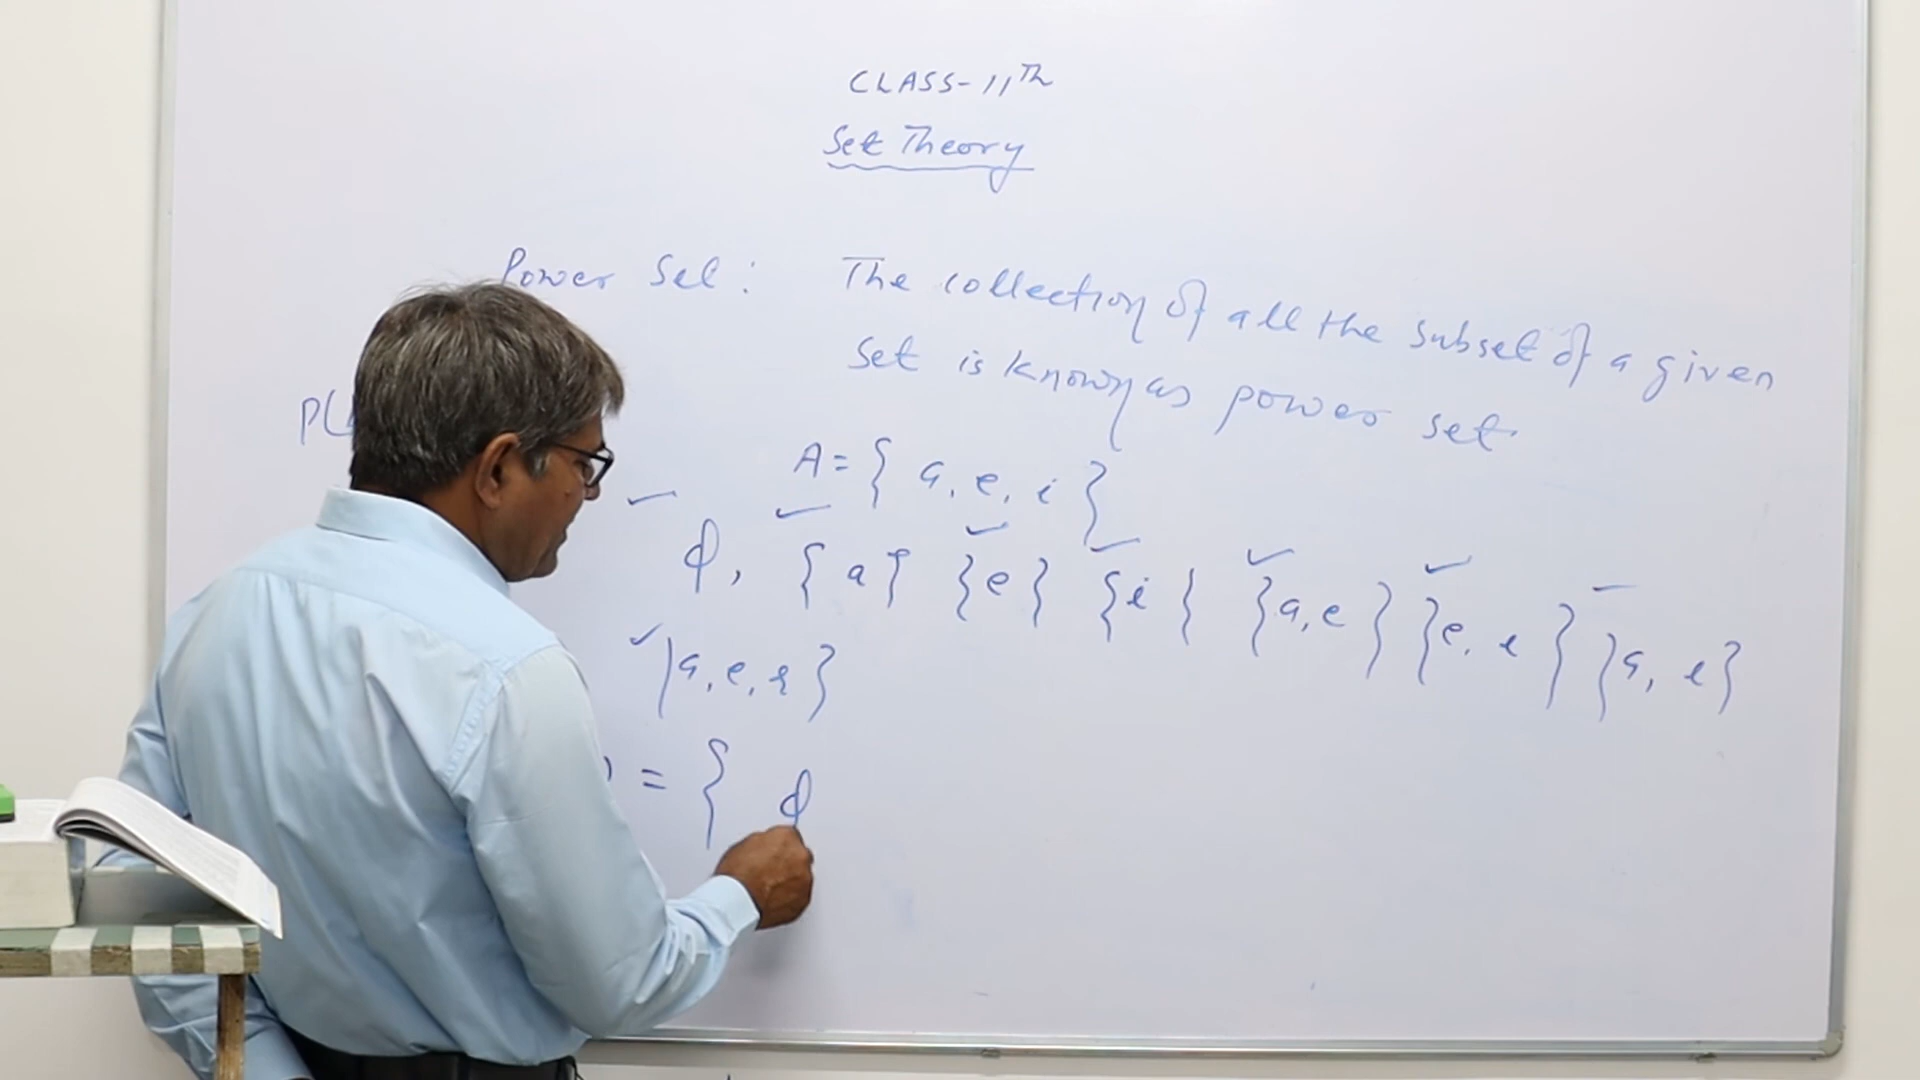 CLASS-11Th
Set Theory
Power Set : The collection of all the subset of a given
set is known as power set
P(
A = { a, e, i }
ϕ, {a} {e} {i} {a,e} {e, i} {a, i}
{a, e, i}
) = { ϕ